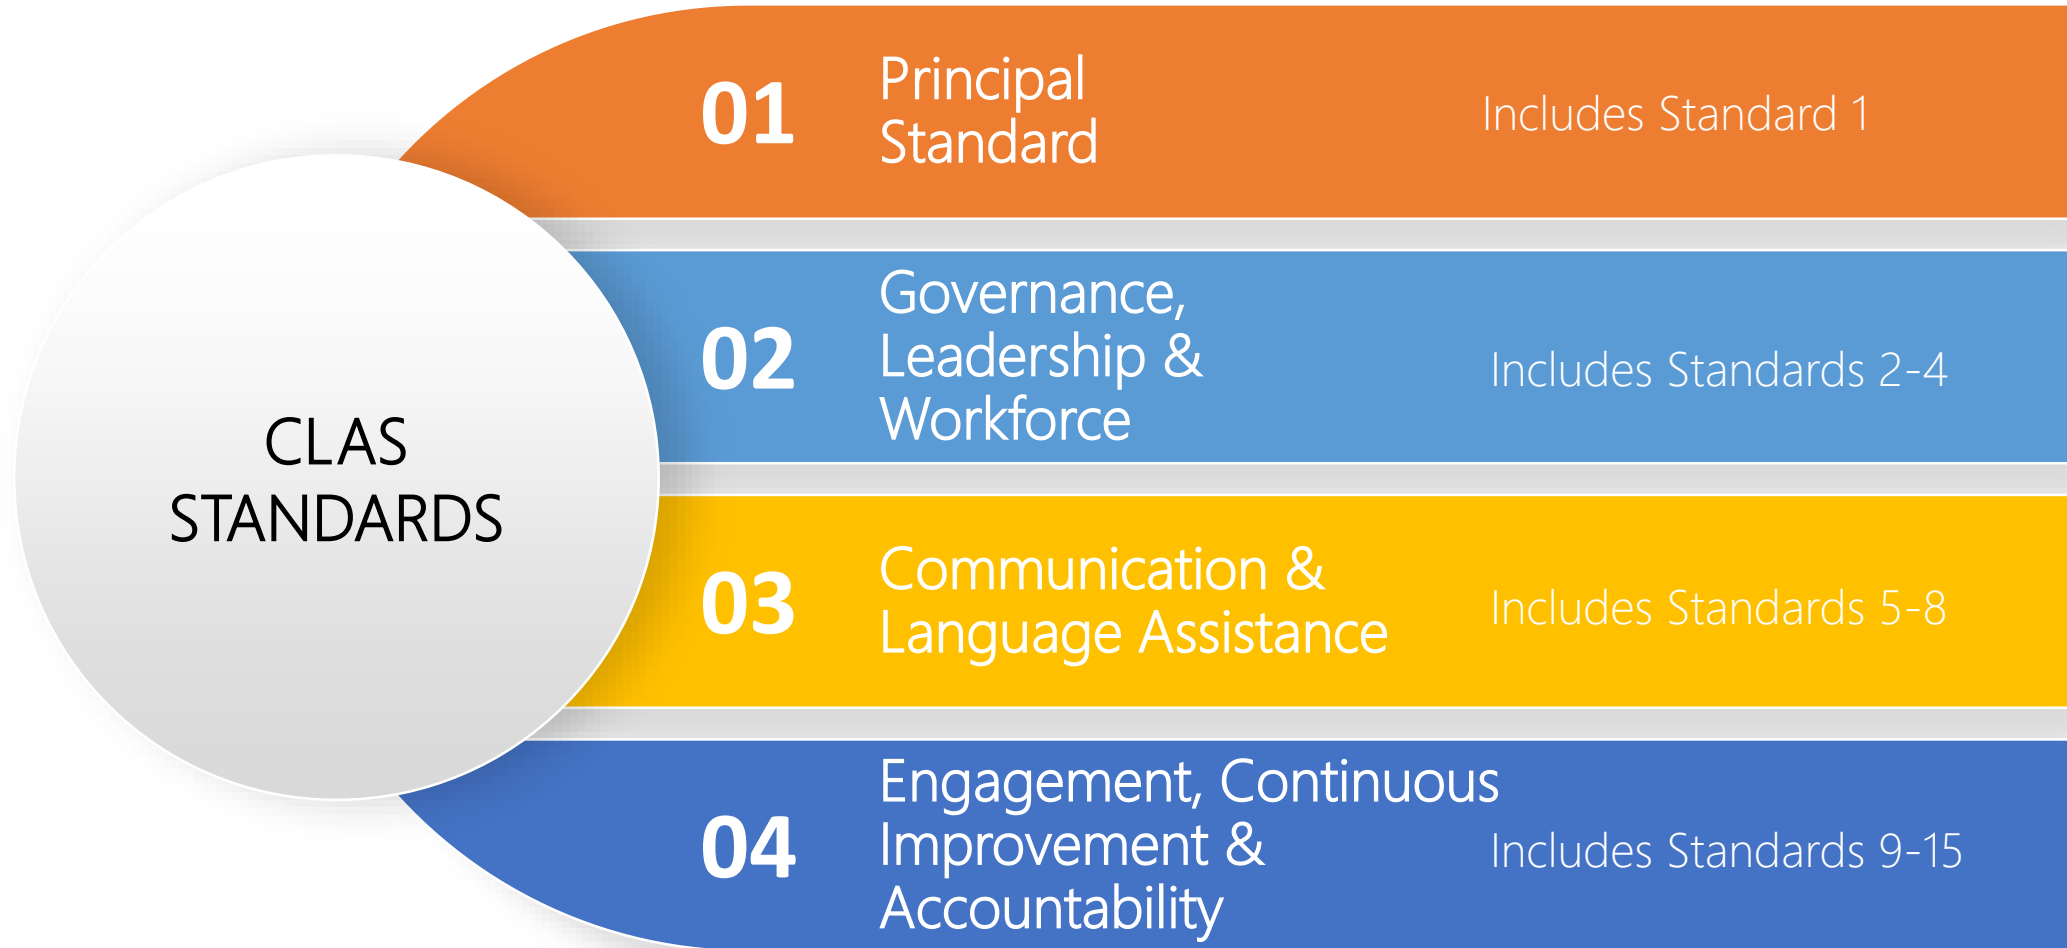 CLAS
STANDARDS
01
Principal
Standard
Includes Standard 1
02
Governance,
Leadership &
Workforce
Includes Standards 2-4
03
Communication &
Language Assistance
Includes Standards 5-8
04
Engagement, Continuous
Improvement &
Accountability
Includes Standards 9-15